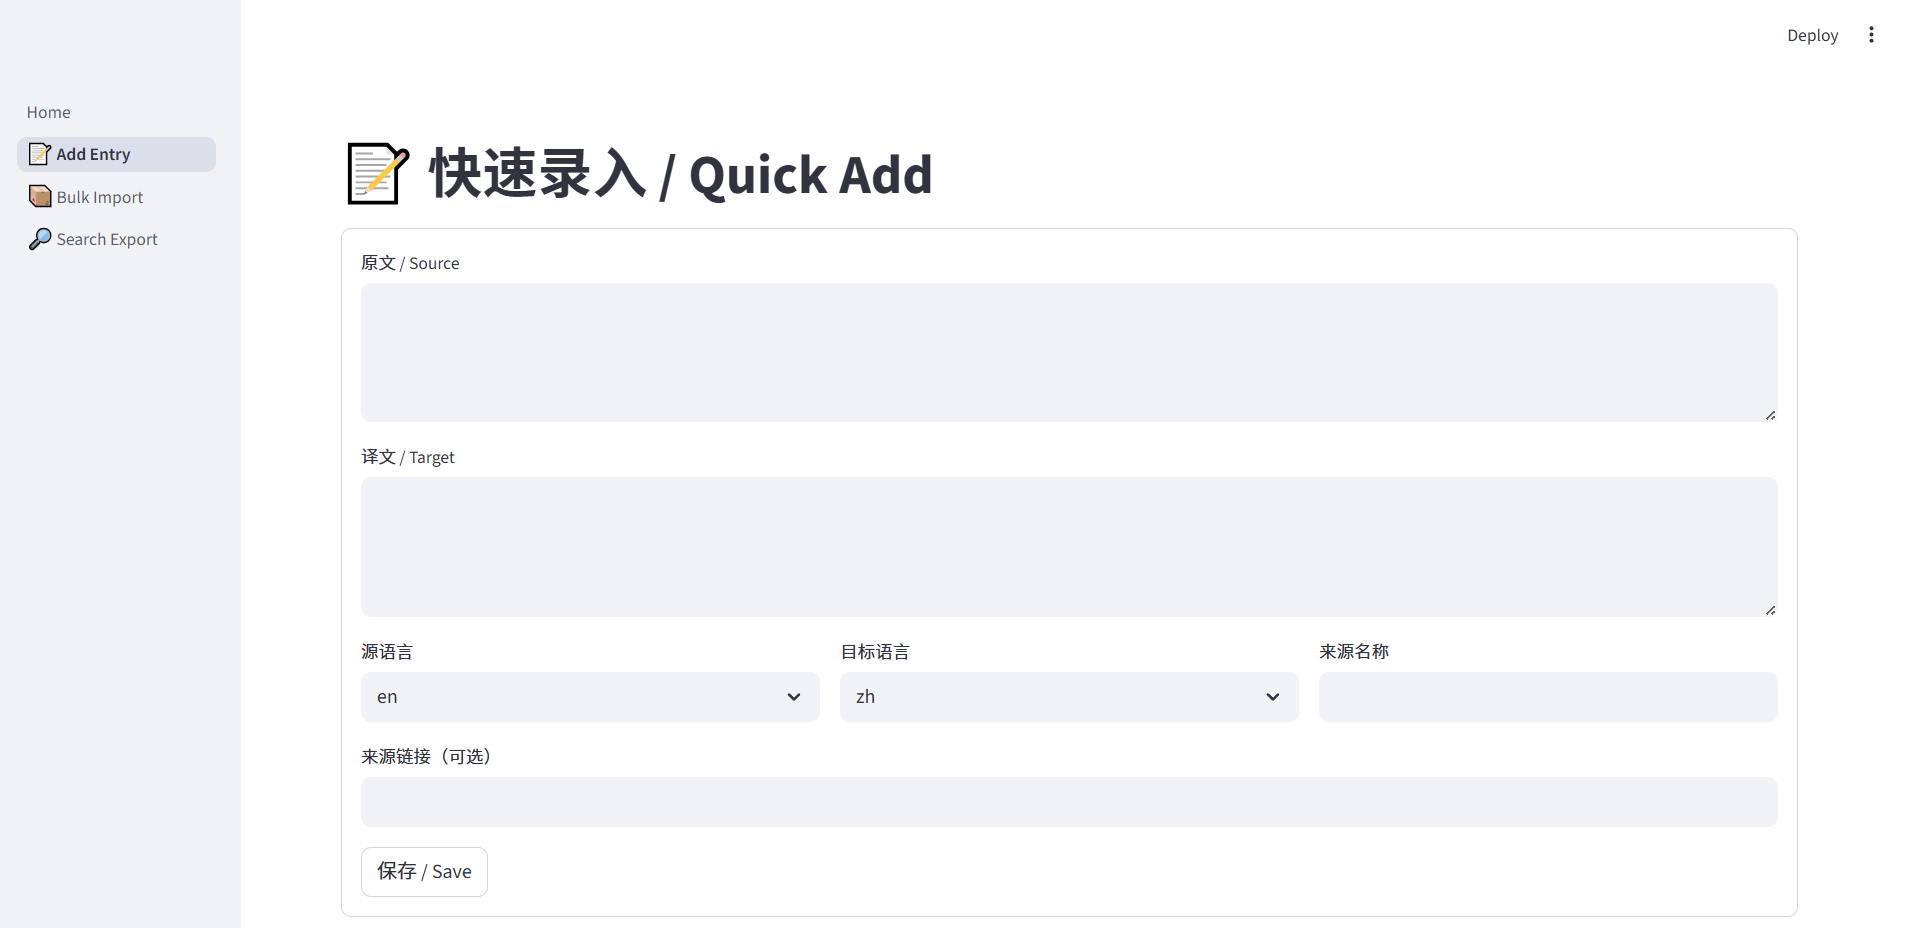 Deploy
Home
Add Entry
Bulk Import
Search Export
快速录入 / Quick Add
原文 / Source
译文 / Target
源语言
目标语言
来源名称
en
zh
来源链接（可选）
保存 / Save